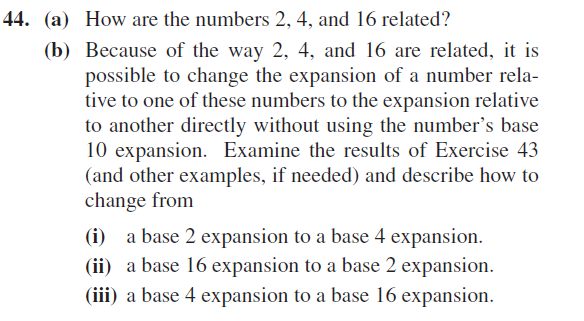 44. (a) How are the numbers 2, 4, and 16 related?
(b) Because of the way 2, 4, and 16 are related, it is
possible to change the expansion of a number rela-
tive to one of these numbers to the expansion relative
to another directly without using the number's base
10 expansion. Examine the results of Exercise 43
(and other examples, if needed) and describe how to
change from
(i) a base 2 expansion to a base 4 expansion.
(ii) a base 16 expansion to a base 2 expansion.
(iii) a base 4 expansion to a base 16 expansion.